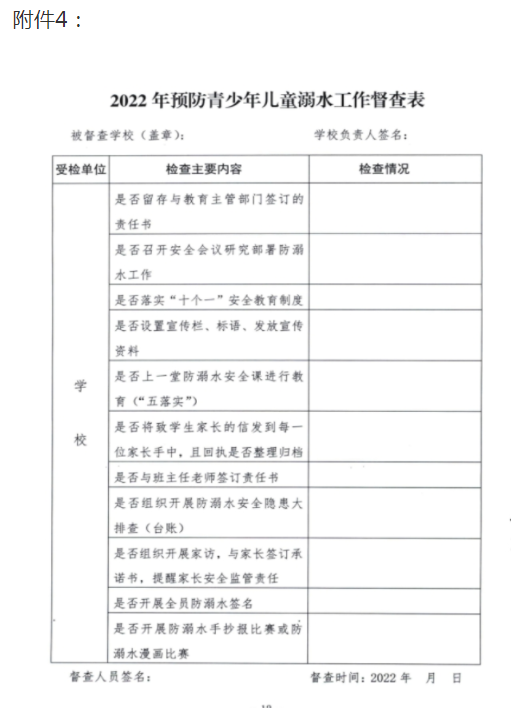 附件4：
2022 年预防青少年儿童溺水工作督查表
被督查学校（盖章）：
学校负责人签名：
受检单位
检查主要内容
检查情况
学
校
是否留存与教育主管部门签订的
责任书
是否召开安全会议研究部署防溺
水工作
是否落实“十个一”安全教育制度
是否设置宣传栏、标语、发放宣传
资料
是否上一堂防溺水安全课进行教
育（“五落实”）
是否将致学生家长的信发到每一
位家长手中，且回执是否整理归档
是否与班主任老师签订责任书
是否组织开展防溺水安全隐患大
排查（台账）
是否组织开展家访，与家长签订承
诺书，提醒家长安全监管责任
是否开展全员防溺水签名
是否开展防溺水手抄报比赛或防
溺水漫画比赛
督查人员签名：
督查时间：2022 年 月 日